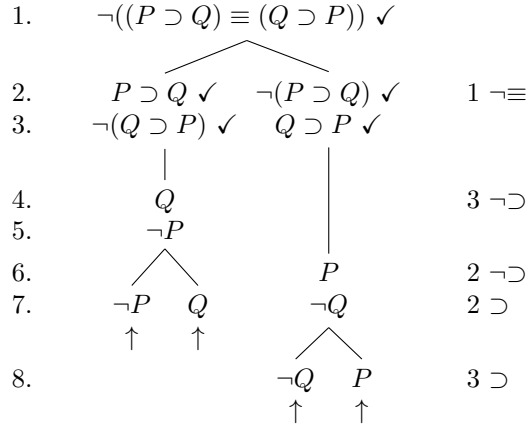 1. ¬((P ⊃ Q) ≡ (Q ⊃ P)) ✓
2. P ⊃ Q ✓ ¬(P ⊃ Q) ✓ 1 ¬≡
3. ¬(Q ⊃ P) ✓ Q ⊃ P ✓
4. Q 3 ¬⊃
5. ¬P
6. P 2 ¬⊃
7. ¬P Q ¬Q 2 ⊃
↑ ↑
8. ¬Q P 3 ⊃
↑ ↑